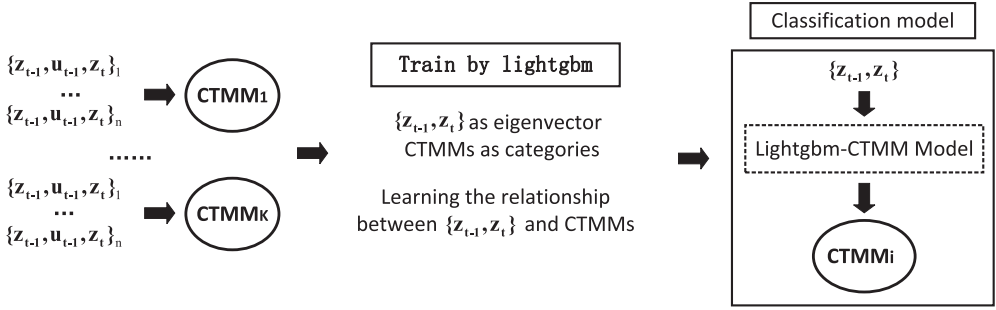 {z_{t-1},u_{t-1},z_t}_1
...
{z_{t-1},u_{t-1},z_t}_n
CTMM_1
......
{z_{t-1},u_{t-1},z_t}_1
...
{z_{t-1},u_{t-1},z_t}_n
CTMM_K
Train by lightgbm
{z_{t-1},z_t} as eigenvector
CTMMs as categories
Learning the relationship
between {z_{t-1},z_t} and CTMMs
Classification model
{z_{t-1},z_t}
Lightgbm-CTMM Model
CTMMi